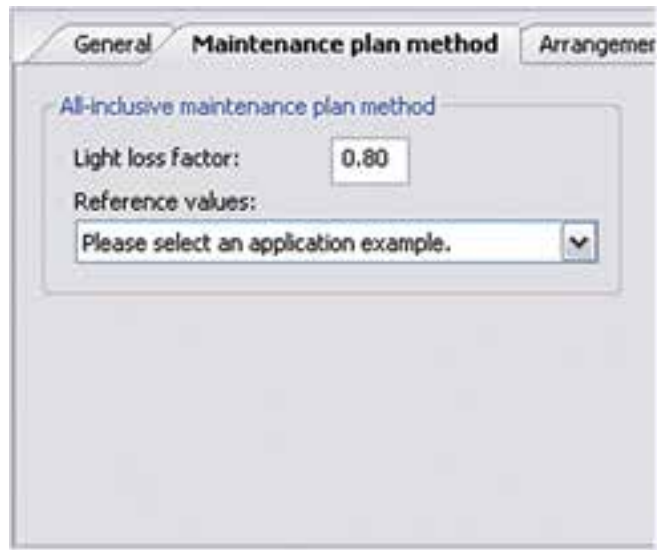 General Maintenance plan method Arrangemen
All-inclusive maintenance plan method
Light loss factor: 0.80
Reference values:
Please select an application example.